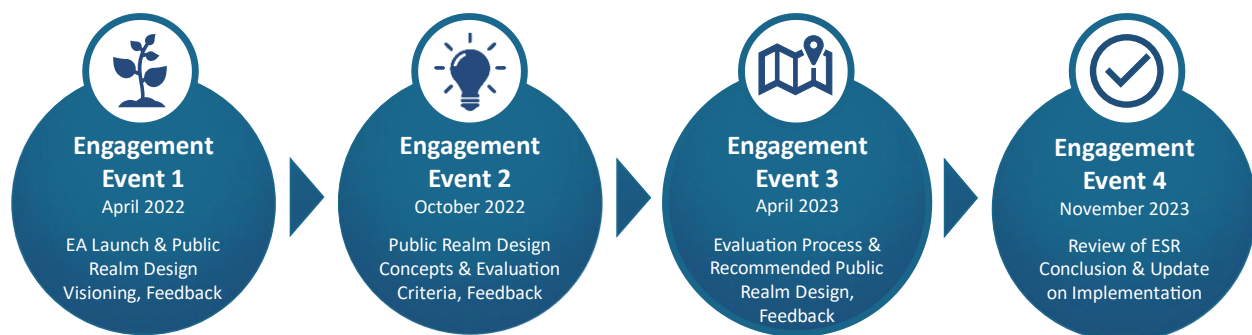 Engagement
Event 1
April 2022
EA Launch & Public
Realm Design
Visioning, Feedback
Engagement
Event 2
October 2022
Public Realm Design
Concepts & Evaluation
Criteria, Feedback
Engagement
Event 3
April 2023
Evaluation Process &
Recommended Public
Realm Design,
Feedback
Engagement
Event 4
November 2023
Review of ESR
Conclusion & Update
on Implementation